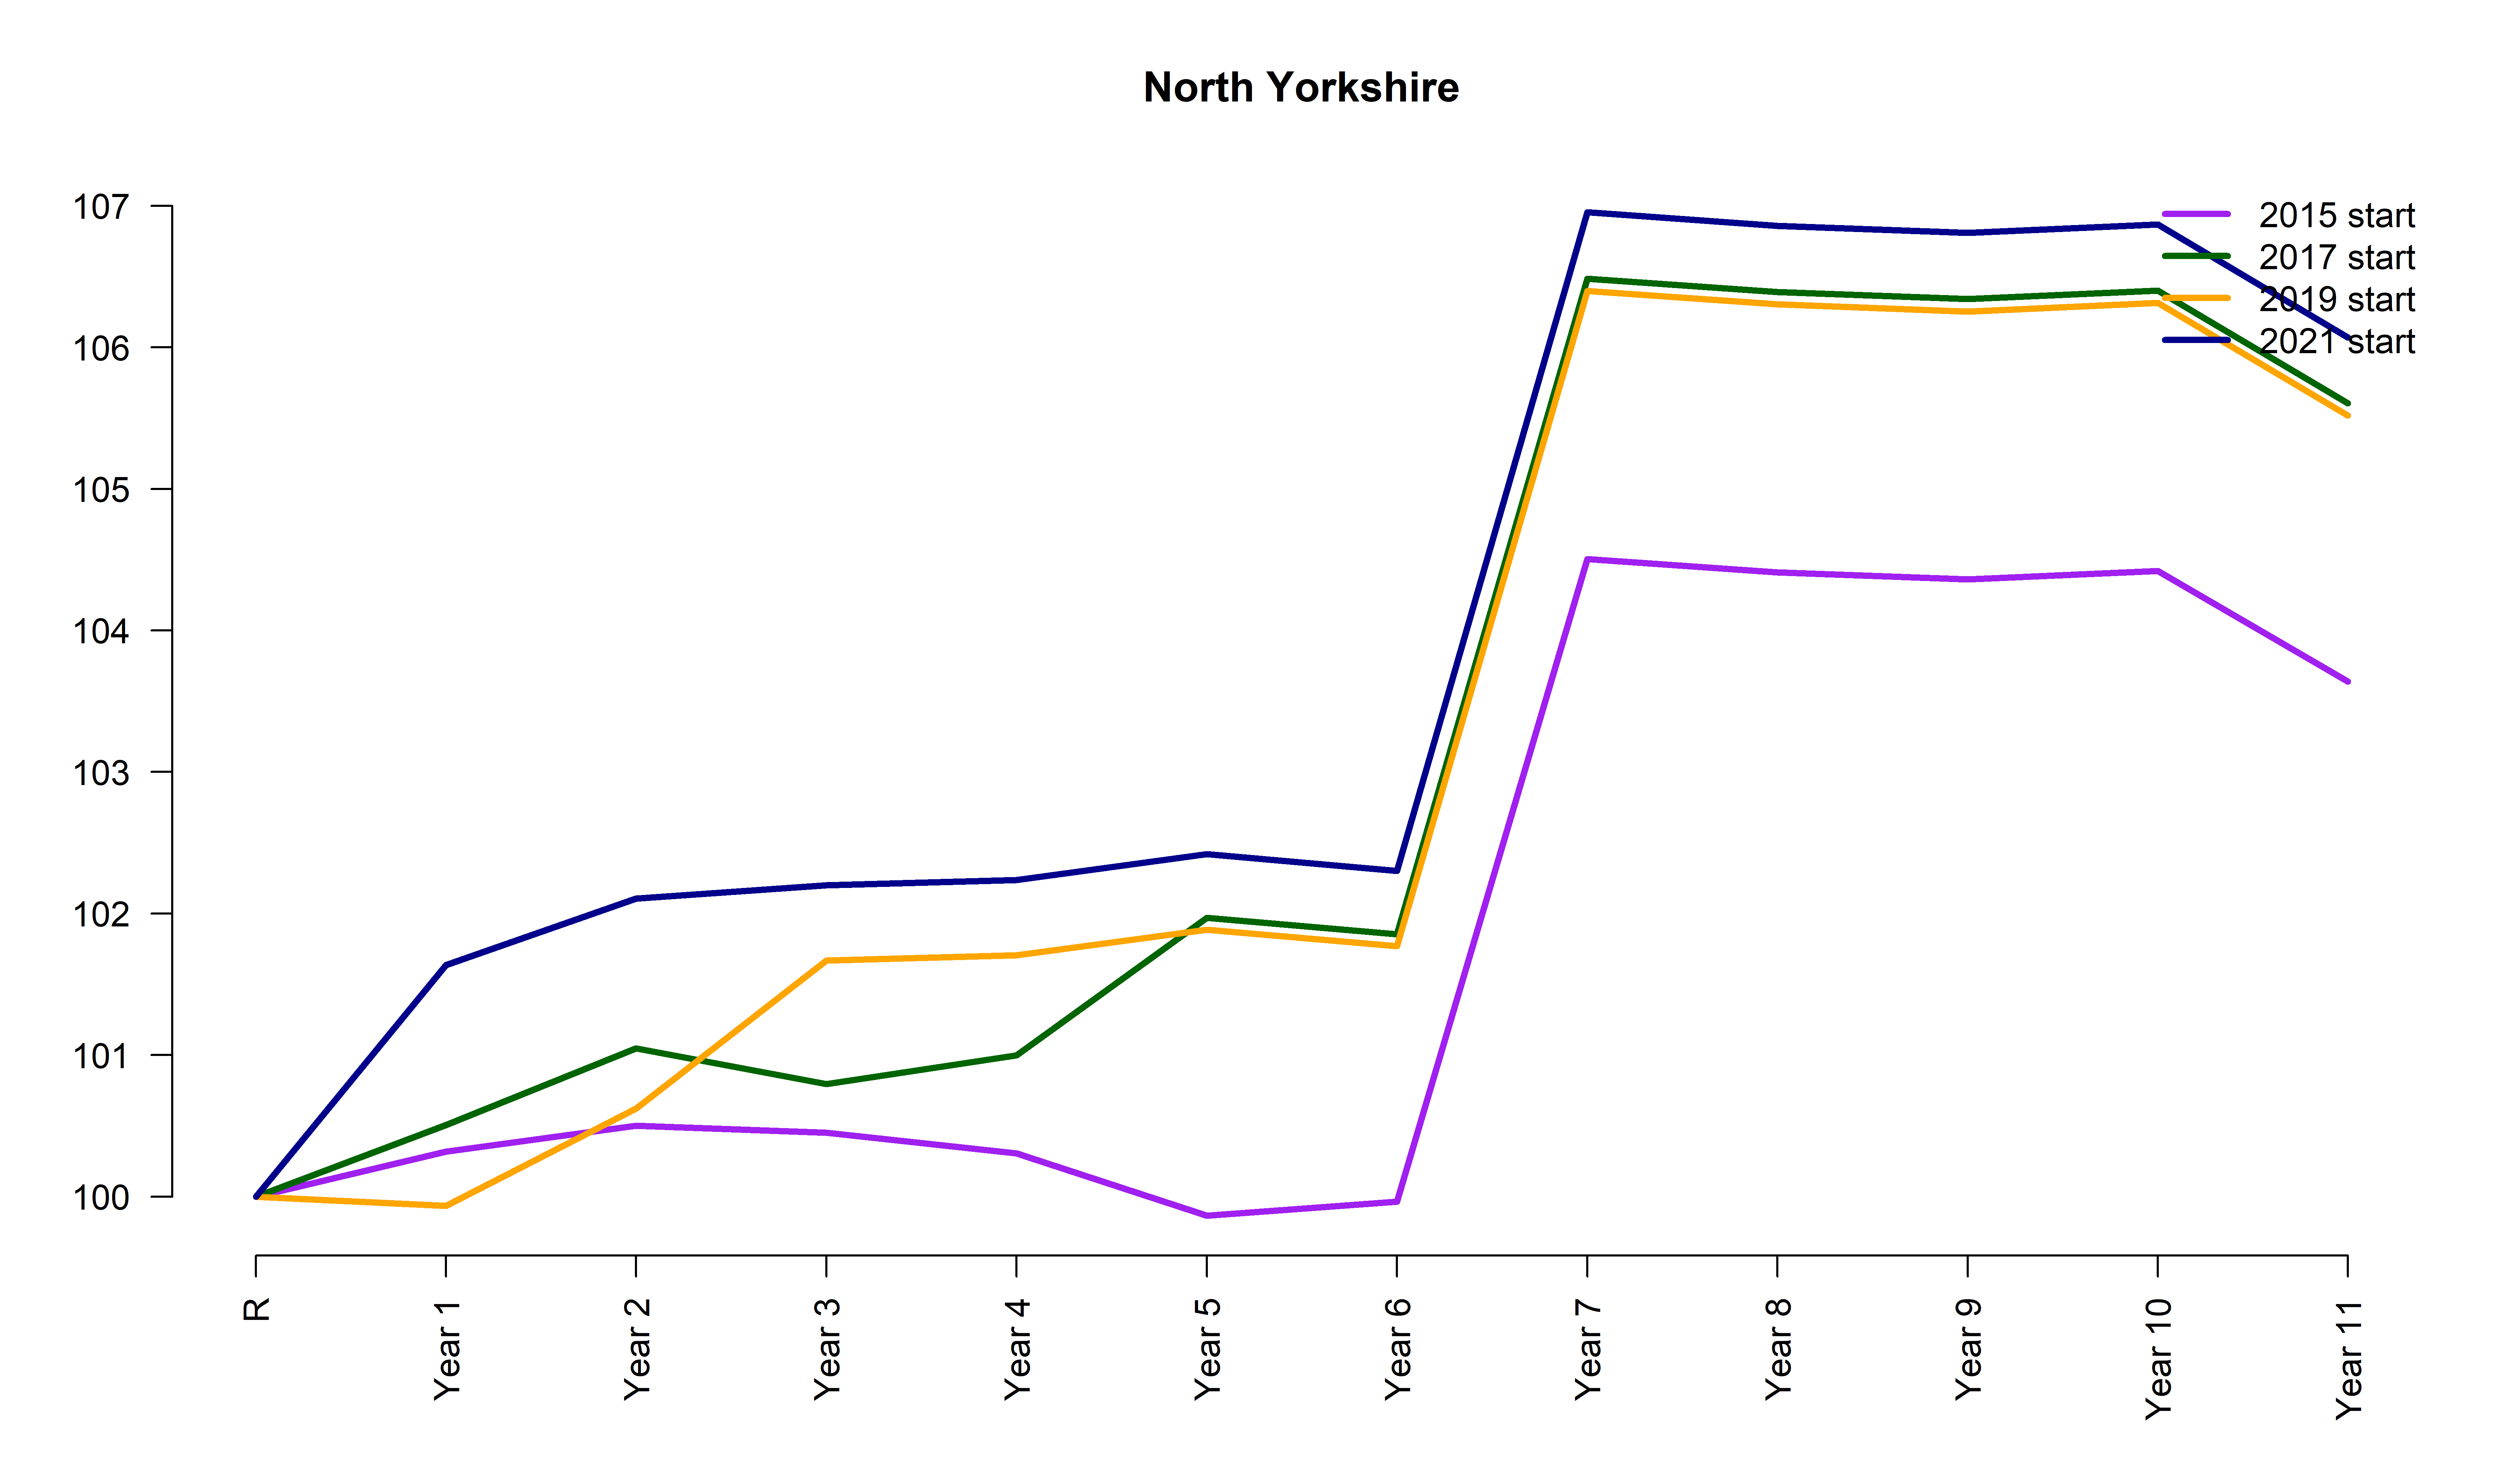 North Yorkshire
107
106
105
104
103
102
101
100
2015 start
2017 start
2019 start
2021 start
R
Year 1
Year 2
Year 3
Year 4
Year 5
Year 6
Year 7
Year 8
Year 9
Year 10
Year 11